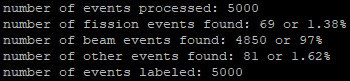 number of events processed: 5000
number of fission events found: 69 or 1.38%
number of beam events found: 4850 or 97%
number of other events found: 81 or 1.62%
number of events labeled: 5000